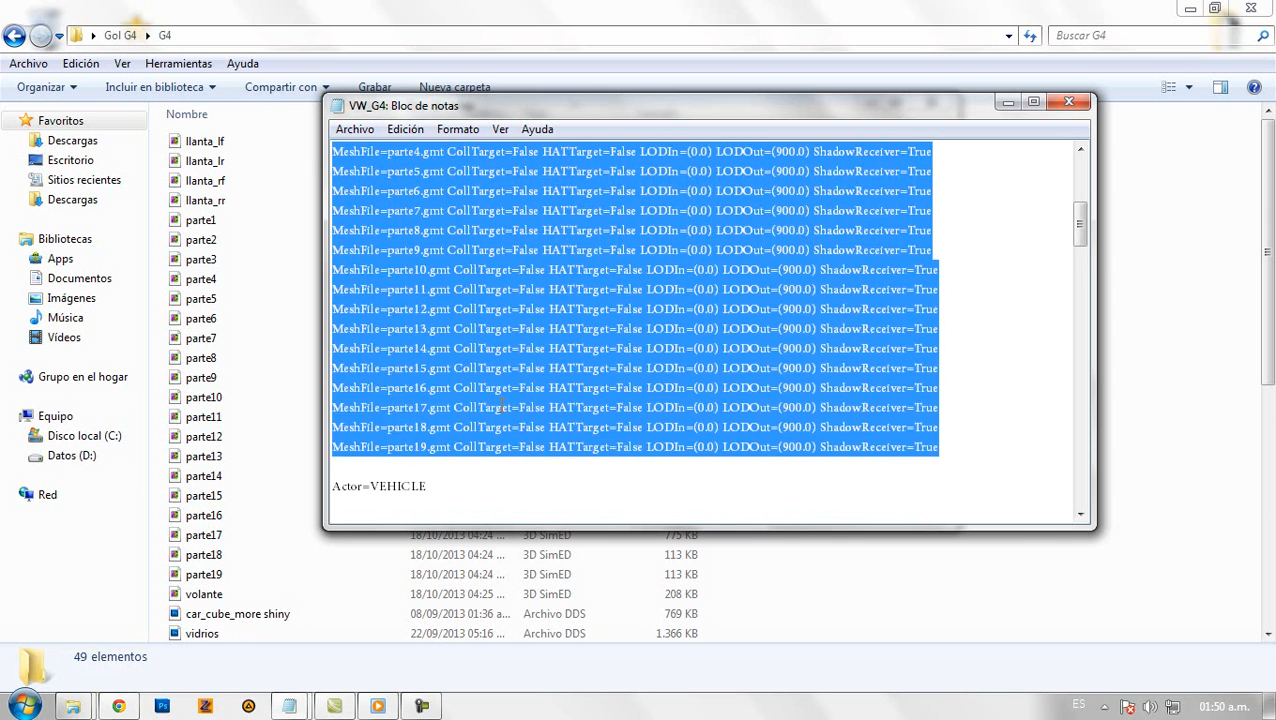 Gol G4
G4
Buscar G4
Archivo
Edición
Ver
Herramientas
Ayuda
Organizar
Incluir en biblioteca
Compartir con
Grabar
Nueva carpeta
Favoritos
Descargas
Escritorio
Sitios recientes
Descargas
Bibliotecas
Apps
Documentos
Imágenes
Música
Vídeos
Grupo en el hogar
Equipo
Disco local (C:)
Datos (D:)
Red
Nombre
llanta_lf
llanta_lr
llanta_rf
llanta_rr
parte1
parte2
parte3
parte4
parte5
parte6
parte7
parte8
parte9
parte10
parte11
parte12
parte13
parte14
parte15
parte16
parte17 18/10/2013 04:24 ... 3D SimED 775 KB
parte18 18/10/2013 04:24 ... 3D SimED 113 KB
parte19 18/10/2013 04:24 ... 3D SimED 113 KB
volante 18/10/2013 04:25 ... 3D SimED 208 KB
car_cube_more shiny 08/09/2013 01:36 a... Archivo DDS 769 KB
vidrios 22/09/2013 05:16 ... Archivo DDS 1.366 KB
VW_G4: Bloc de notas
Archivo
Edición
Formato
Ver
Ayuda
MeshFile=parte4.gmt CollTarget=False HATTarget=False LODIn=(0.0) LODOut=(900.0) ShadowReceiver=True
MeshFile=parte5.gmt CollTarget=False HATTarget=False LODIn=(0.0) LODOut=(900.0) ShadowReceiver=True
MeshFile=parte6.gmt CollTarget=False HATTarget=False LODIn=(0.0) LODOut=(900.0) ShadowReceiver=True
MeshFile=parte7.gmt CollTarget=False HATTarget=False LODIn=(0.0) LODOut=(900.0) ShadowReceiver=True
MeshFile=parte8.gmt CollTarget=False HATTarget=False LODIn=(0.0) LODOut=(900.0) ShadowReceiver=True
MeshFile=parte9.gmt CollTarget=False HATTarget=False LODIn=(0.0) LODOut=(900.0) ShadowReceiver=True
MeshFile=parte10.gmt CollTarget=False HATTarget=False LODIn=(0.0) LODOut=(900.0) ShadowReceiver=True
MeshFile=parte11.gmt CollTarget=False HATTarget=False LODIn=(0.0) LODOut=(900.0) ShadowReceiver=True
MeshFile=parte12.gmt CollTarget=False HATTarget=False LODIn=(0.0) LODOut=(900.0) ShadowReceiver=True
MeshFile=parte13.gmt CollTarget=False HATTarget=False LODIn=(0.0) LODOut=(900.0) ShadowReceiver=True
MeshFile=parte14.gmt CollTarget=False HATTarget=False LODIn=(0.0) LODOut=(900.0) ShadowReceiver=True
MeshFile=parte15.gmt CollTarget=False HATTarget=False LODIn=(0.0) LODOut=(900.0) ShadowReceiver=True
MeshFile=parte16.gmt CollTarget=False HATTarget=False LODIn=(0.0) LODOut=(900.0) ShadowReceiver=True
MeshFile=parte17.gmt CollTarget=False HATTarget=False LODIn=(0.0) LODOut=(900.0) ShadowReceiver=True
MeshFile=parte18.gmt CollTarget=False HATTarget=False LODIn=(0.0) LODOut=(900.0) ShadowReceiver=True
MeshFile=parte19.gmt CollTarget=False HATTarget=False LODIn=(0.0) LODOut=(900.0) ShadowReceiver=True
Actor=VEHICLE
49 elementos
ES
01:50 a.m.